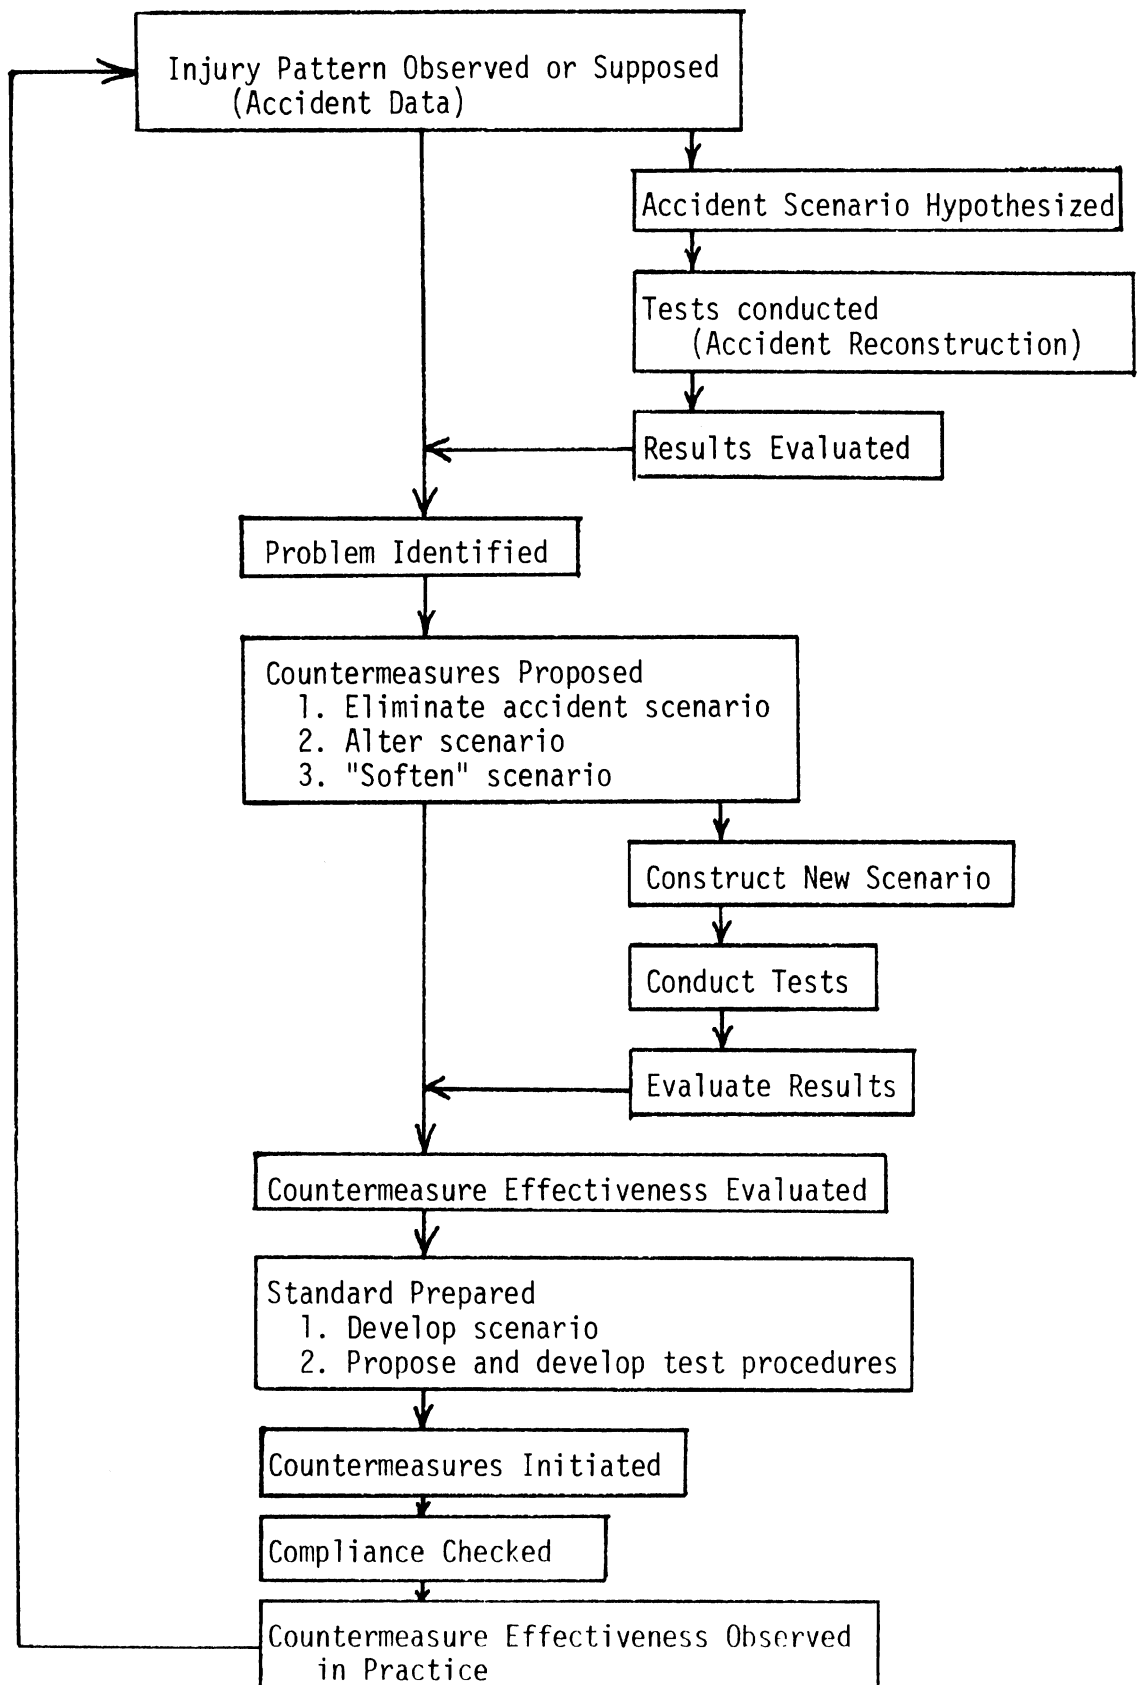 Injury Pattern Observed or Supposed
(Accident Data)
Accident Scenario Hypothesized
Tests conducted
(Accident Reconstruction)
Results Evaluated
Problem Identified
Countermeasures Proposed
1. Eliminate accident scenario
2. Alter scenario
3. "Soften" scenario
Construct New Scenario
Conduct Tests
Evaluate Results
Countermeasure Effectiveness Evaluated
Standard Prepared
1. Develop scenario
2. Propose and develop test procedures
Countermeasures Initiated
Compliance Checked
Countermeasure Effectiveness Observed
in Practice